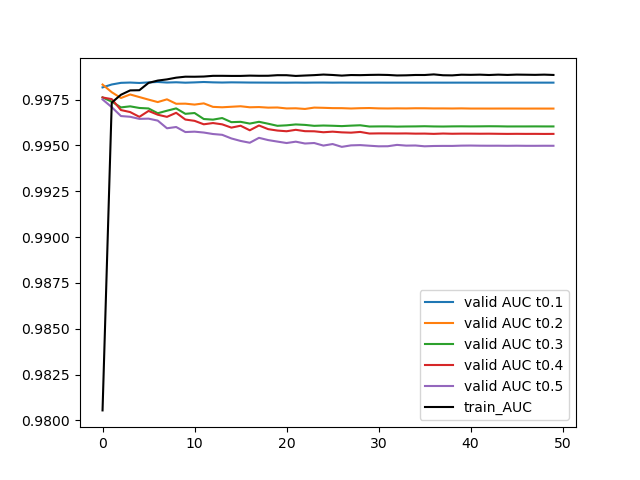 0.9975
0.9950
0.9925
0.9900
0.9875
0.9850
0.9825
0.9800
0
10
20
30
40
50
valid AUC t0.1
valid AUC t0.2
valid AUC t0.3
valid AUC t0.4
valid AUC t0.5
train_AUC